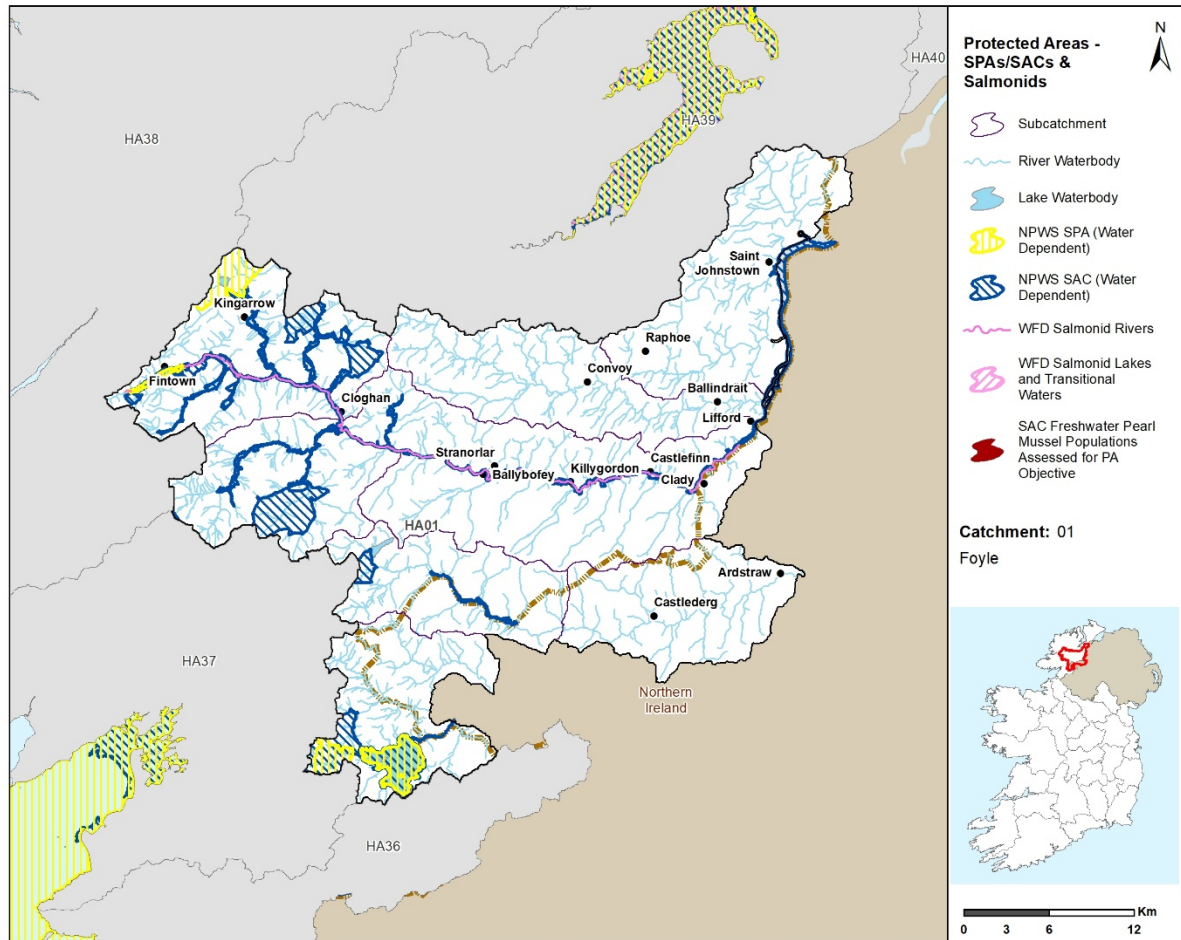 HA40
HA39
HA38
Saint
Johnstown
Kingarrow
Raphoe
Convoy
Fintown
Ballindrait
Cloghan
Lifford
Stranorlar
Castlefinn
Ballybofey
Killygordon
Clady
HA01
Ardstraw
Castlederg
HA37
Northern
Ireland
HA36
Protected Areas -
SPAs/SACs &
Salmonids
N
Subcatchment
River Waterbody
Lake Waterbody
NPWS SPA (Water
Dependent)
NPWS SAC (Water
Dependent)
WFD Salmonid Rivers
WFD Salmonid Lakes
and Transitional
Waters
SAC Freshwater Pearl
Mussel Populations
Assessed for PA
Objective
Catchment: 01
Foyle
Km
0 3 6 12